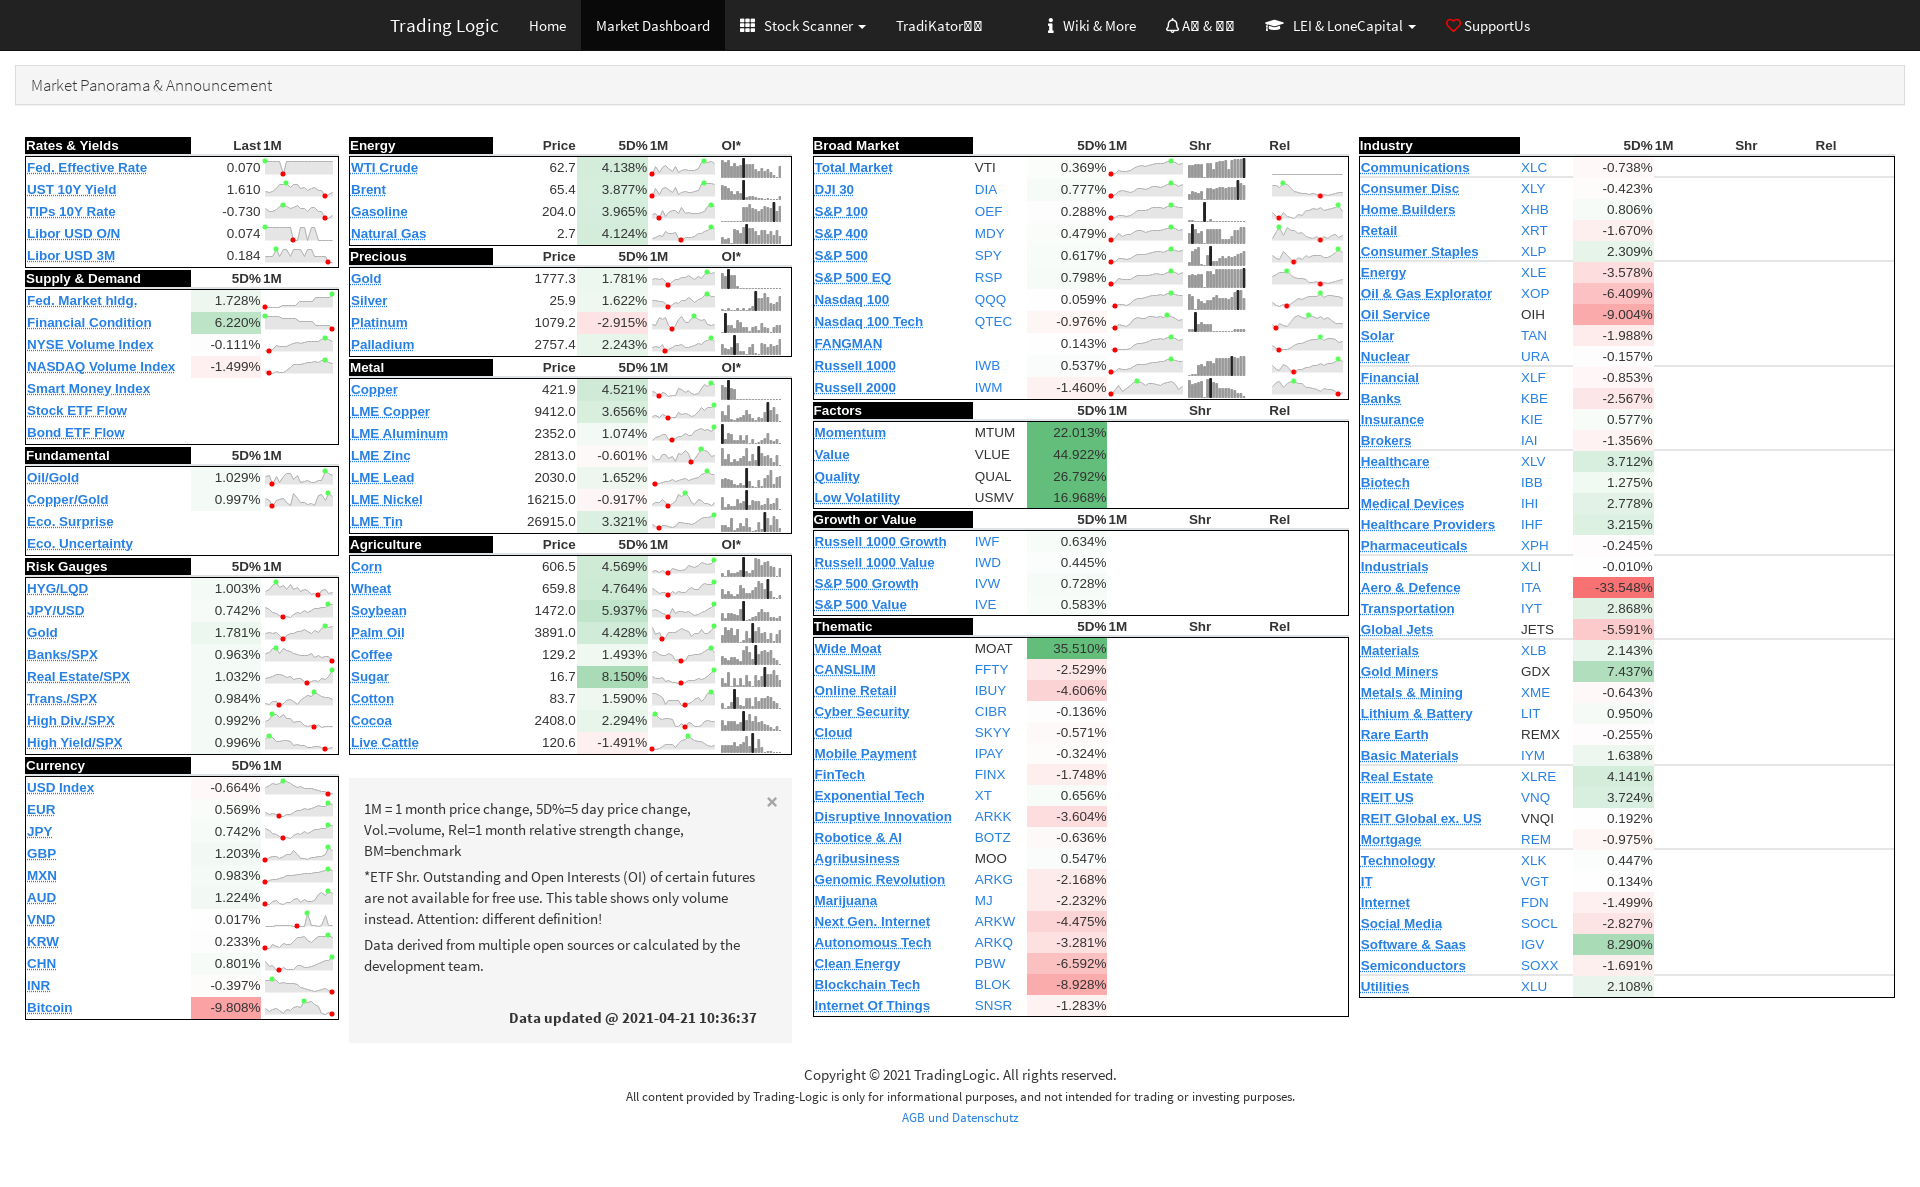 Trading Logic Home Market Dashboard Stock Scanner TradiKator Wiki & More A & LEI & LoneCapital SupportUs
Market Panorama & Announcement
Rates & Yields Last 1M
Fed. Effective Rate 0.070
UST 10Y Yield 1.610
TIPs 10Y Rate -0.730
Libor USD O/N 0.074
Libor USD 3M 0.184
Supply & Demand 5D% 1M
Fed. Market hldg. 1.728%
Financial Condition 6.220%
NYSE Volume Index -0.111%
NASDAQ Volume Index -1.499%
Smart Money Index
Stock ETF Flow
Bond ETF Flow
Fundamental 5D% 1M
Oil/Gold 1.029%
Copper/Gold 0.997%
Eco. Surprise
Eco. Uncertainty
Risk Gauges 5D% 1M
HYG/LQD 1.003%
JPY/USD 0.742%
Gold 1.781%
Banks/SPX 0.963%
Real Estate/SPX 1.032%
Trans./SPX 0.984%
High Div./SPX 0.992%
High Yield/SPX 0.996%
Currency 5D% 1M
USD Index -0.664%
EUR 0.569%
JPY 0.742%
GBP 1.203%
MXN 0.983%
AUD 1.224%
VND 0.017%
KRW 0.233%
CHN 0.801%
INR -0.397%
Bitcoin -9.808%
Energy Price 5D% 1M OI*
WTI Crude 62.7 4.138%
Brent 65.4 3.877%
Gasoline 204.0 3.965%
Natural Gas 2.7 4.124%
Precious Price 5D% 1M OI*
Gold 1777.3 1.781%
Silver 25.9 1.622%
Platinum 1079.2 -2.915%
Palladium 2757.4 2.243%
Metal Price 5D% 1M OI*
Copper 421.9 4.521%
LME Copper 9412.0 3.656%
LME Aluminum 2352.0 1.074%
LME Zinc 2813.0 -0.601%
LME Lead 2030.0 1.652%
LME Nickel 16215.0 -0.917%
LME Tin 26915.0 3.321%
Agriculture Price 5D% 1M OI*
Corn 606.5 4.569%
Wheat 659.8 4.764%
Soybean 1472.0 5.937%
Palm Oil 3891.0 4.428%
Coffee 129.2 1.493%
Sugar 16.7 8.150%
Cotton 83.7 1.590%
Cocoa 2408.0 2.294%
Live Cattle 120.6 -1.491%
×
1M = 1 month price change, 5D%=5 day price change,
Vol.=volume, Rel=1 month relative strength change,
BM=benchmark
*ETF Shr. Outstanding and Open Interests (OI) of certain futures
are not available for free use. This table shows only volume
instead. Attention: different definition!
Data derived from multiple open sources or calculated by the
development team.
Data updated @ 2021-04-21 10:36:37
Broad Market 5D% 1M Shr Rel
Total Market VTI 0.369%
DJI 30 DIA 0.777%
S&P 100 OEF 0.288%
S&P 400 MDY 0.479%
S&P 500 SPY 0.617%
S&P 500 EQ RSP 0.798%
Nasdaq 100 QQQ 0.059%
Nasdaq 100 Tech QTEC -0.976%
FANGMAN 0.143%
Russell 1000 IWB 0.537%
Russell 2000 IWM -1.460%
Factors 5D% 1M Shr Rel
Momentum MTUM 22.013%
Value VLUE 44.922%
Quality QUAL 26.792%
Low Volatility USMV 16.968%
Growth or Value 5D% 1M Shr Rel
Russell 1000 Growth IWF 0.634%
Russell 1000 Value IWD 0.445%
S&P 500 Growth IVW 0.728%
S&P 500 Value IVE 0.583%
Thematic 5D% 1M Shr Rel
Wide Moat MOAT 35.510%
CANSLIM FFTY -2.529%
Online Retail IBUY -4.606%
Cyber Security CIBR -0.136%
Cloud SKYY -0.571%
Mobile Payment IPAY -0.324%
FinTech FINX -1.748%
Exponential Tech XT 0.656%
Disruptive Innovation ARKK -3.604%
Robotice & AI BOTZ -0.636%
Agribusiness MOO 0.547%
Genomic Revolution ARKG -2.168%
Marijuana MJ -2.232%
Next Gen. Internet ARKW -4.475%
Autonomous Tech ARKQ -3.281%
Clean Energy PBW -6.592%
Blockchain Tech BLOK -8.928%
Internet Of Things SNSR -1.283%
Industry 5D% 1M Shr Rel
Communications XLC -0.738%
Consumer Disc XLY -0.423%
Home Builders XHB 0.806%
Retail XRT -1.670%
Consumer Staples XLP 2.309%
Energy XLE -3.578%
Oil & Gas Explorator XOP -6.409%
Oil Service OIH -9.004%
Solar TAN -1.988%
Nuclear URA -0.157%
Financial XLF -0.853%
Banks KBE -2.567%
Insurance KIE 0.577%
Brokers IAI -1.356%
Healthcare XLV 3.712%
Biotech IBB 1.275%
Medical Devices IHI 2.778%
Healthcare Providers IHF 3.215%
Pharmaceuticals XPH -0.245%
Industrials XLI -0.010%
Aero & Defence ITA -33.548%
Transportation IYT 2.868%
Global Jets JETS -5.591%
Materials XLB 2.143%
Gold Miners GDX 7.437%
Metals & Mining XME -0.643%
Lithium & Battery LIT 0.950%
Rare Earth REMX -0.255%
Basic Materials IYM 1.638%
Real Estate XLRE 4.141%
REIT US VNQ 3.724%
REIT Global ex. US VNQI 0.192%
Mortgage REM -0.975%
Technology XLK 0.447%
IT VGT 0.134%
Internet FDN -1.499%
Social Media SOCL -2.827%
Software & Saas IGV 8.290%
Semiconductors SOXX -1.691%
Utilities XLU 2.108%
Copyright © 2021 TradingLogic. All rights reserved.
All content provided by Trading-Logic is only for informational purposes, and not intended for trading or investing purposes.
AGB und Datenschutz